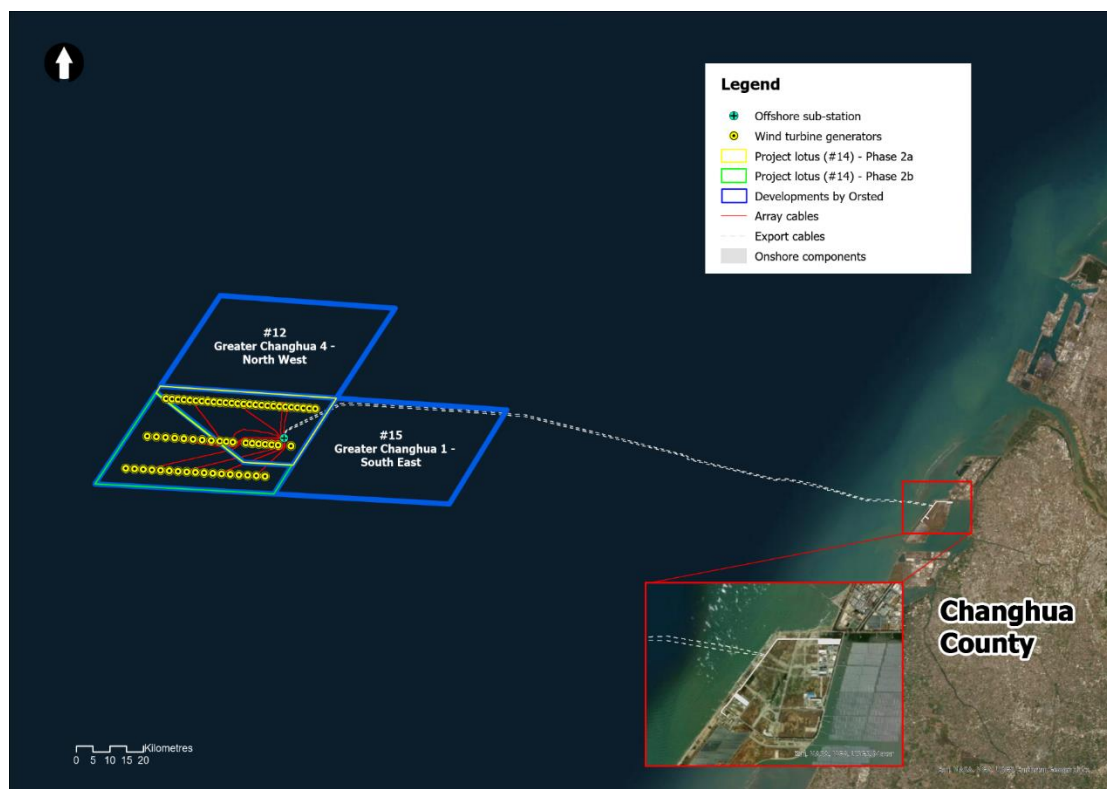 Legend
Offshore sub-station
Wind turbine generators
Project lotus (#14) - Phase 2a
Project lotus (#14) - Phase 2b
Developments by Orsted
Array cables
Export cables
Onshore components
#12
Greater Changhua 4 -
North West
#15
Greater Changhua 1 -
South East
Changhua
County
Kilometres
0 5 10 15 20